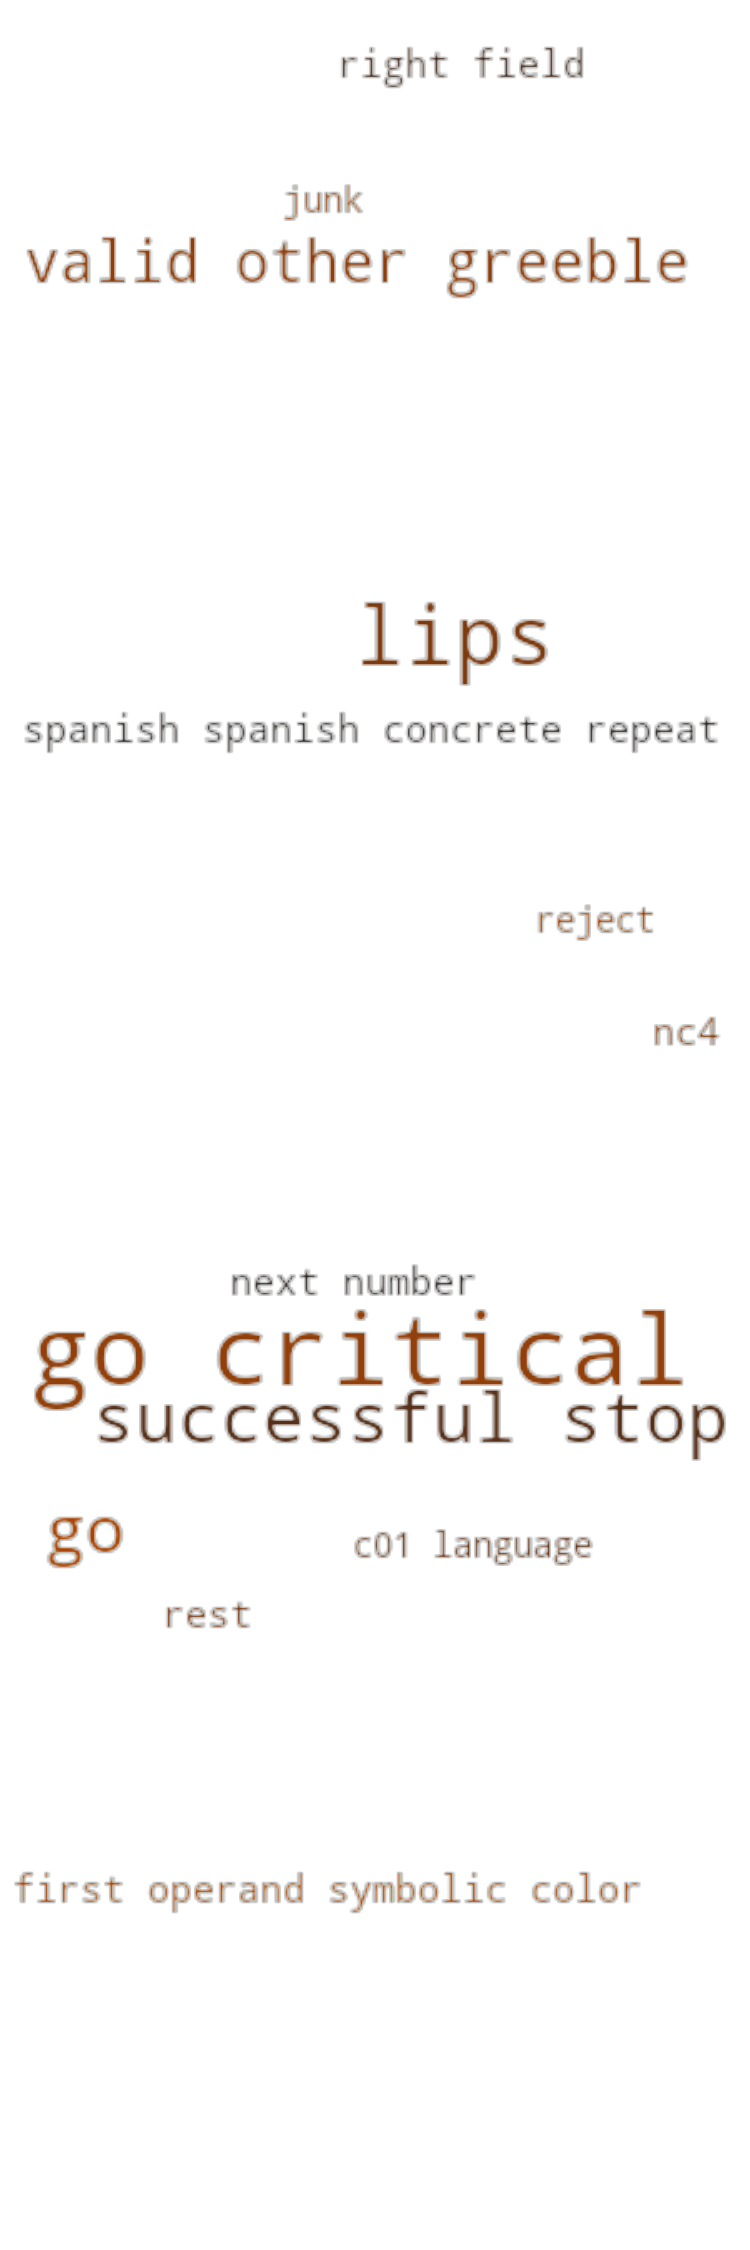 right field
junk
valid other greeble
lips
spanish spanish concrete repeat
reject
nc4
next number
go critical
successful stop
go
c01 language
rest
first operand symbolic color